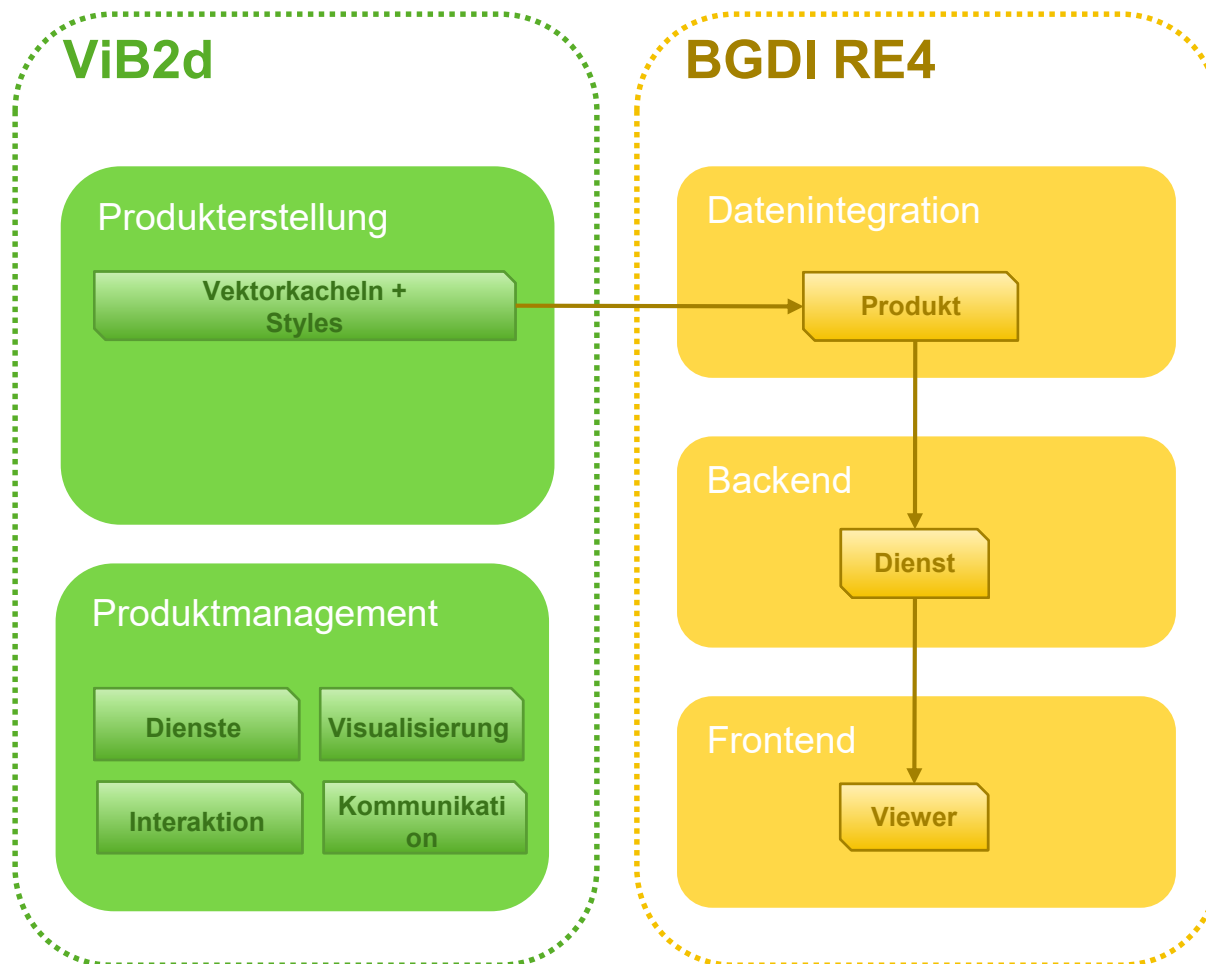 ViB2d
Produkterstellung
Vektorkacheln +
Styles
Produktmanagement
Dienste
Visualisierung
Interaktion
Kommunikati
on
BGDI RE4
Datenintegration
Produkt
Backend
Dienst
Frontend
Viewer